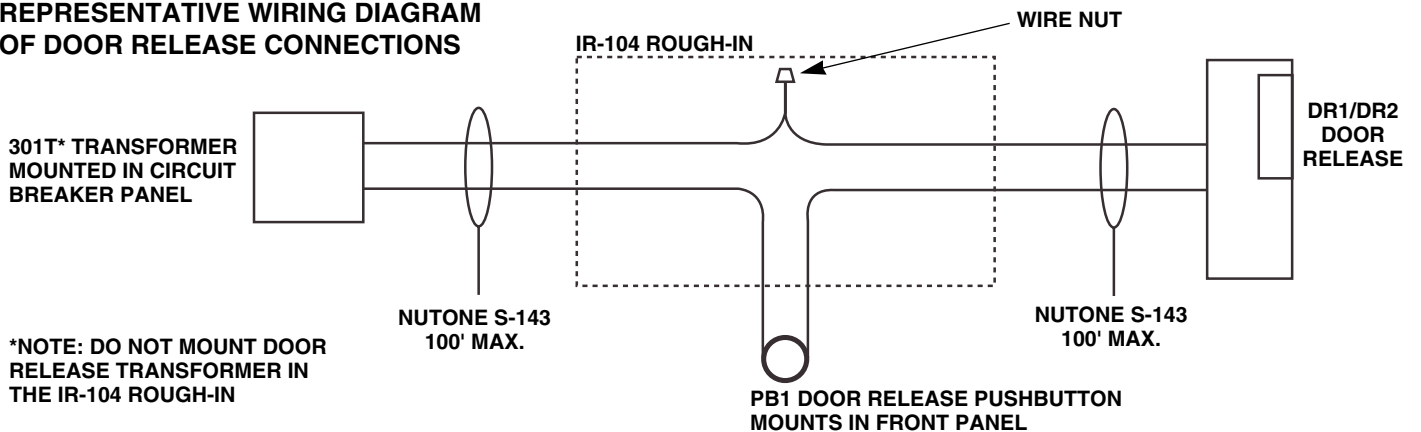 REPRESENTATIVE WIRING DIAGRAM
OF DOOR RELEASE CONNECTIONS
WIRE NUT
IR-104 ROUGH-IN
301T* TRANSFORMER
MOUNTED IN CIRCUIT
BREAKER PANEL
DR1/DR2
DOOR
RELEASE
NUTONE S-143
100' MAX.
NUTONE S-143
100' MAX.
*NOTE: DO NOT MOUNT DOOR
RELEASE TRANSFORMER IN
THE IR-104 ROUGH-IN
PB1 DOOR RELEASE PUSHBUTTON
MOUNTS IN FRONT PANEL